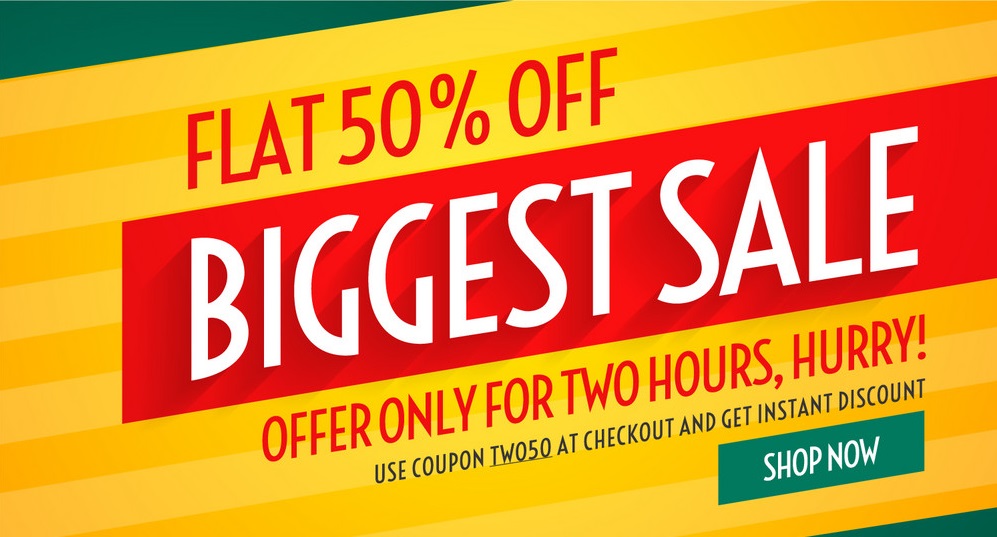 FLAT 50% OFF
BIGGEST SALE
OFFER ONLY FOR TWO HOURS, HURRY!
USE COUPON TWO50 AT CHECKOUT AND GET INSTANT DISCOUNT
SHOP NOW